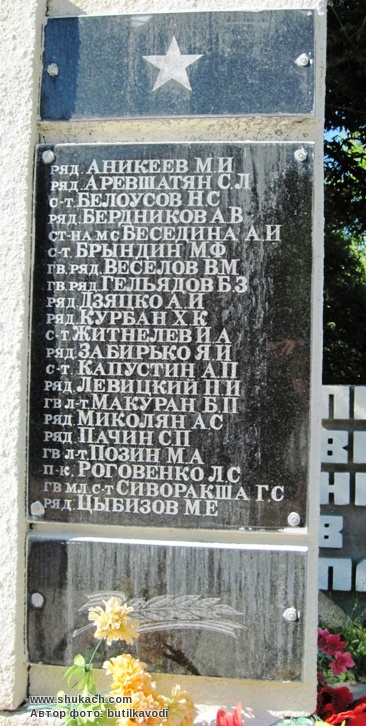 РЯД. АНИКЕЕВ М.И
РЯД. АРЕВШАТЯН С.Л
С-Т. БЕЛОУСОВ Н.С
РЯД. БЕРДНИКОВ А.В
СТ-НА МС БЕСЕДИНА А.И
С-Т. БРЫНДИН М.Ф
ГВ.РЯД. ВЕСЕЛОВ В.М
ГВ РЯД. ГЕЛЬЯДОВ Б.З
РЯД. ДЗЯЦКО А.И
РЯД. КУРБАН Х.К
С-Т. ЖИТНЕЛЕВ И.А
РЯД. ЗАБИРЬКО Я.И
С-Т. КАПУСТИН А.П
РЯД. ЛЕВИЦКИЙ П.И
ГВ Л-Т. МАКУРАН Б.П
РЯД. МИКОЛЯН А.С
РЯД. ПАЧИН С.П
ГВ Л-Т. ПОЗИН М.А
П-К. РОГОВЕНКО Л.С
ГВ МЛ.С-Т СИВОРАКША Г.С
РЯД. ЦЫБИЗОВ М.Е
www.shukach.com
Автор фото: butilkavodi